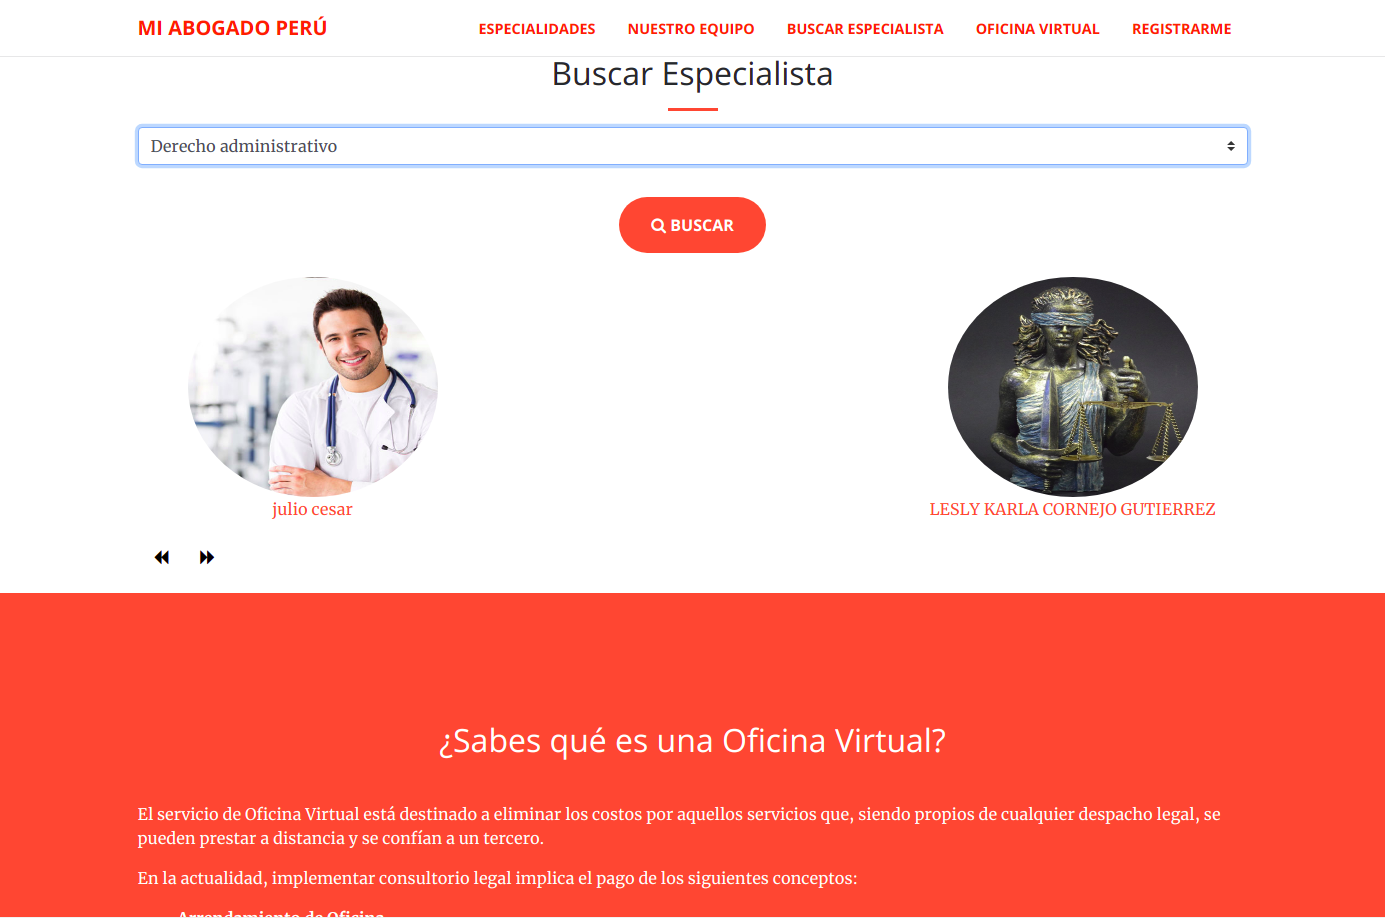 MI ABOGADO PERÚ
ESPECIALIDADES
NUESTRO EQUIPO
BUSCAR ESPECIALISTA
OFICINA VIRTUAL
REGISTRARME
Buscar Especialista
Derecho administrativo
BUSCAR
julio cesar
LESLY KARLA CORNEJO GUTIERREZ
¿Sabes qué es una Oficina Virtual?
El servicio de Oficina Virtual está destinado a eliminar los costos por aquellos servicios que, siendo propios de cualquier despacho legal, se
pueden prestar a distancia y se confían a un tercero.
En la actualidad, implementar consultorio legal implica el pago de los siguientes conceptos:
Arrendamiento de Oficina